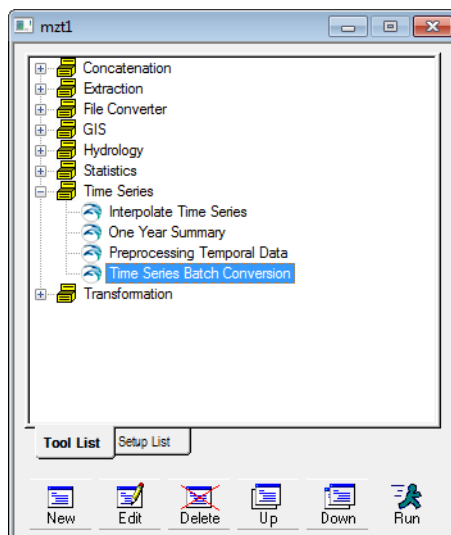 mzt1
Concatenation
Extraction
File Converter
GIS
Hydrology
Statistics
Time Series
Interpolate Time Series
One Year Summary
Preprocessing Temporal Data
Time Series Batch Conversion
Transformation
Tool List Setup List
New Edit Delete Up Down Run